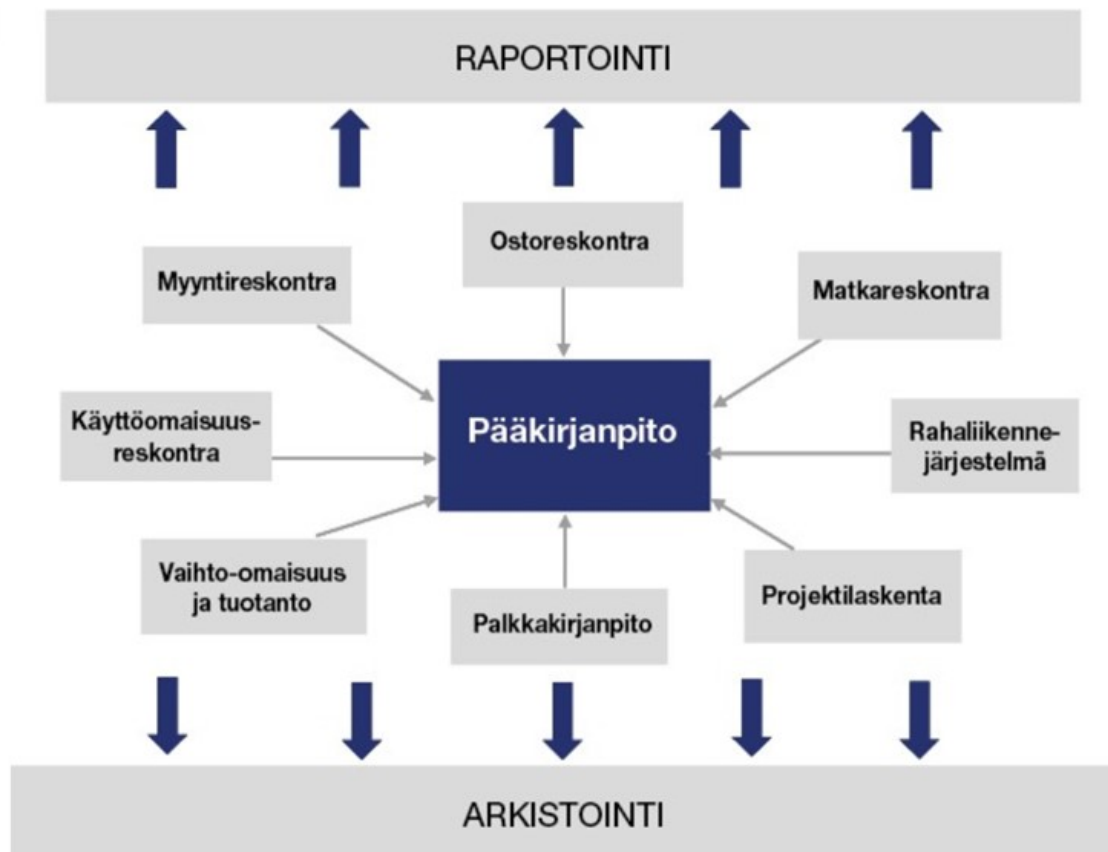 RAPORTOINTI
Ostoreskontra
Myyntireskontra
Matkareskontra
Käyttöomaisuus-
reskontra
Pääkirjanpito
Rahaliikenne-
järjestelmä
Vaihto-omaisuus
ja tuotanto
Palkkakirjanpito
Projektilaskenta
ARKISTOINTI